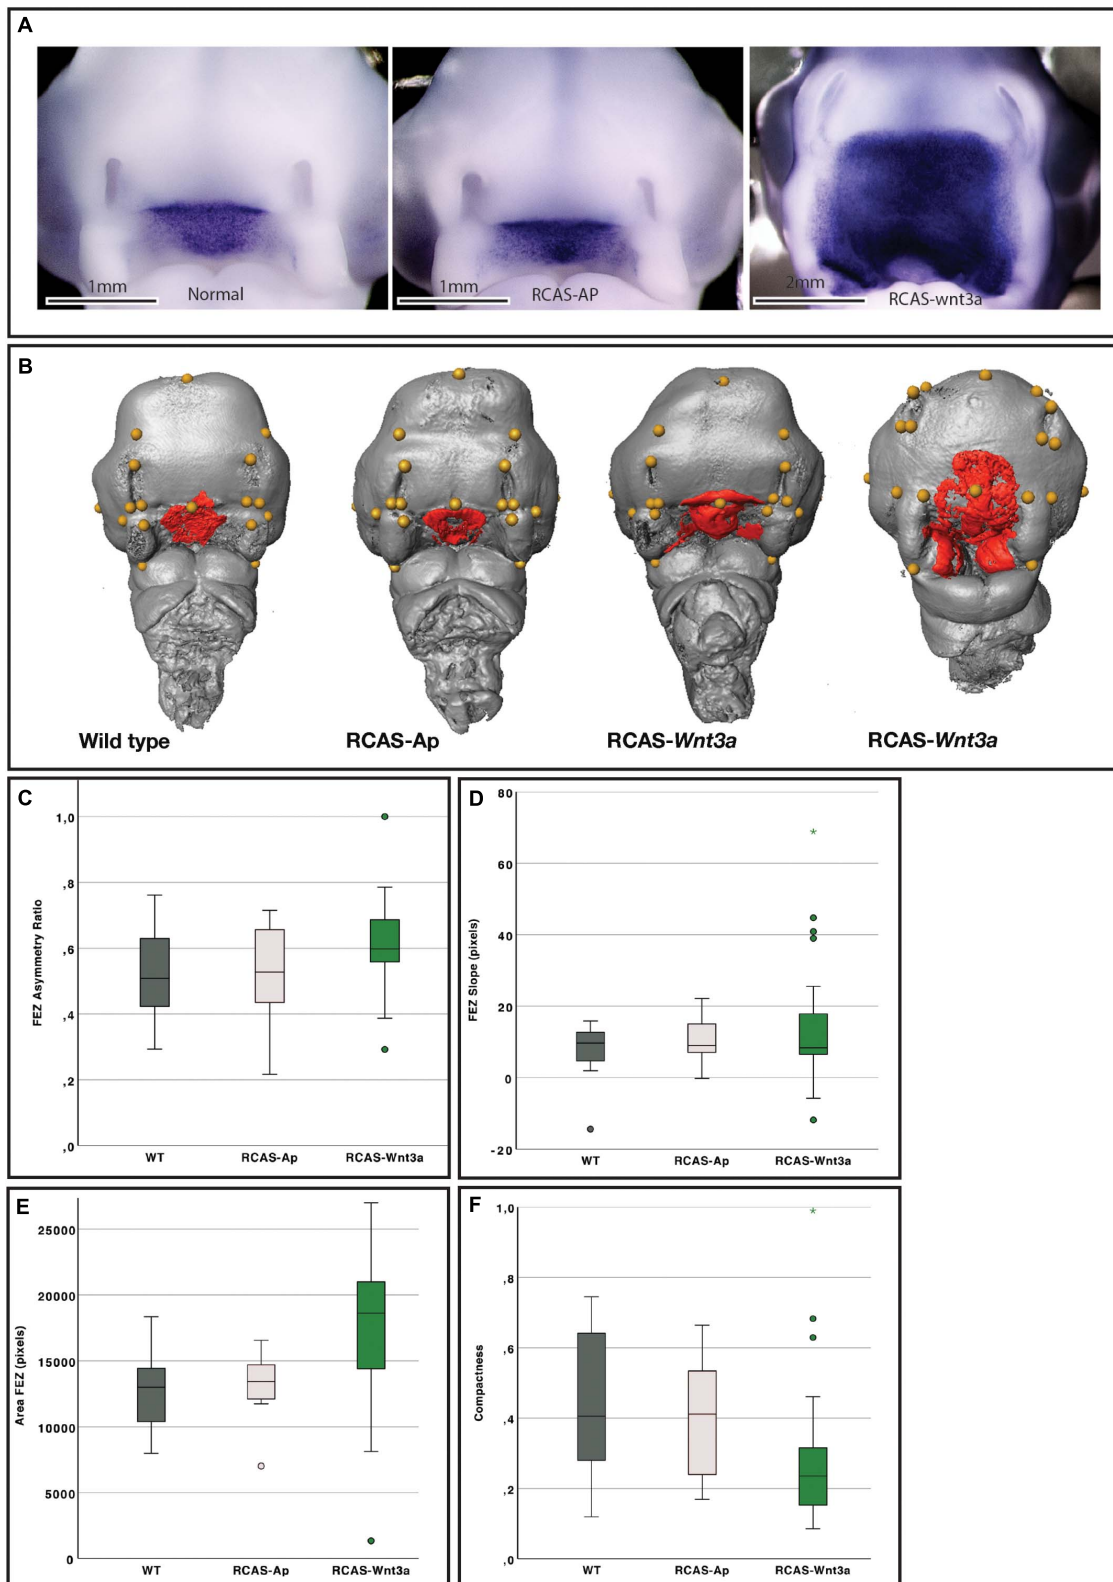 A
1mm
Normal
1mm
RCAS-AP
2mm
RCAS-wnt3a
B
Wild type
RCAS-Ap
RCAS-Wnt3a
RCAS-Wnt3a
C
FEZ Asymmetry Ratio
1,0
,8
,6
,4
,2
,0
WT
RCAS-Ap
RCAS-Wnt3a
D
FEZ Slope (pixels)
80
60
40
20
0
-20
WT
RCAS-Ap
RCAS-Wnt3a
E
Area FEZ (pixels)
25000
20000
15000
10000
5000
0
WT
RCAS-Ap
RCAS-Wnt3a
F
Compactness
1,0
,8
,6
,4
,2
,0
WT
RCAS-Ap
RCAS-Wnt3a